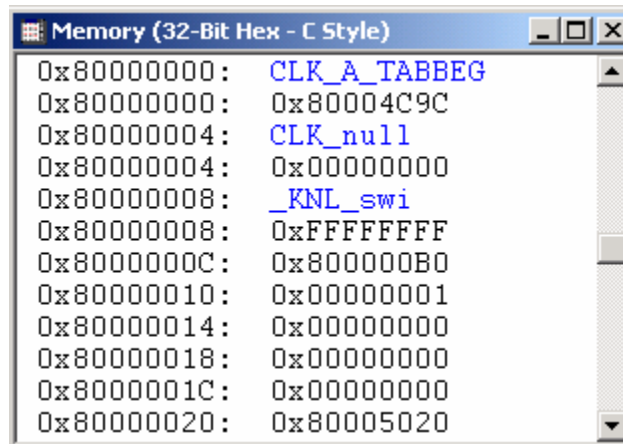 Memory (32-Bit Hex - C Style)
0x80000000: CLK_A_TABBEG
0x80000000: 0x80004C9C
0x80000004: CLK_null
0x80000004: 0x00000000
0x80000008: _KNL_swi
0x80000008: 0xFFFFFFFF
0x8000000C: 0x800000B0
0x80000010: 0x00000001
0x80000014: 0x00000000
0x80000018: 0x00000000
0x8000001C: 0x00000000
0x80000020: 0x80005020